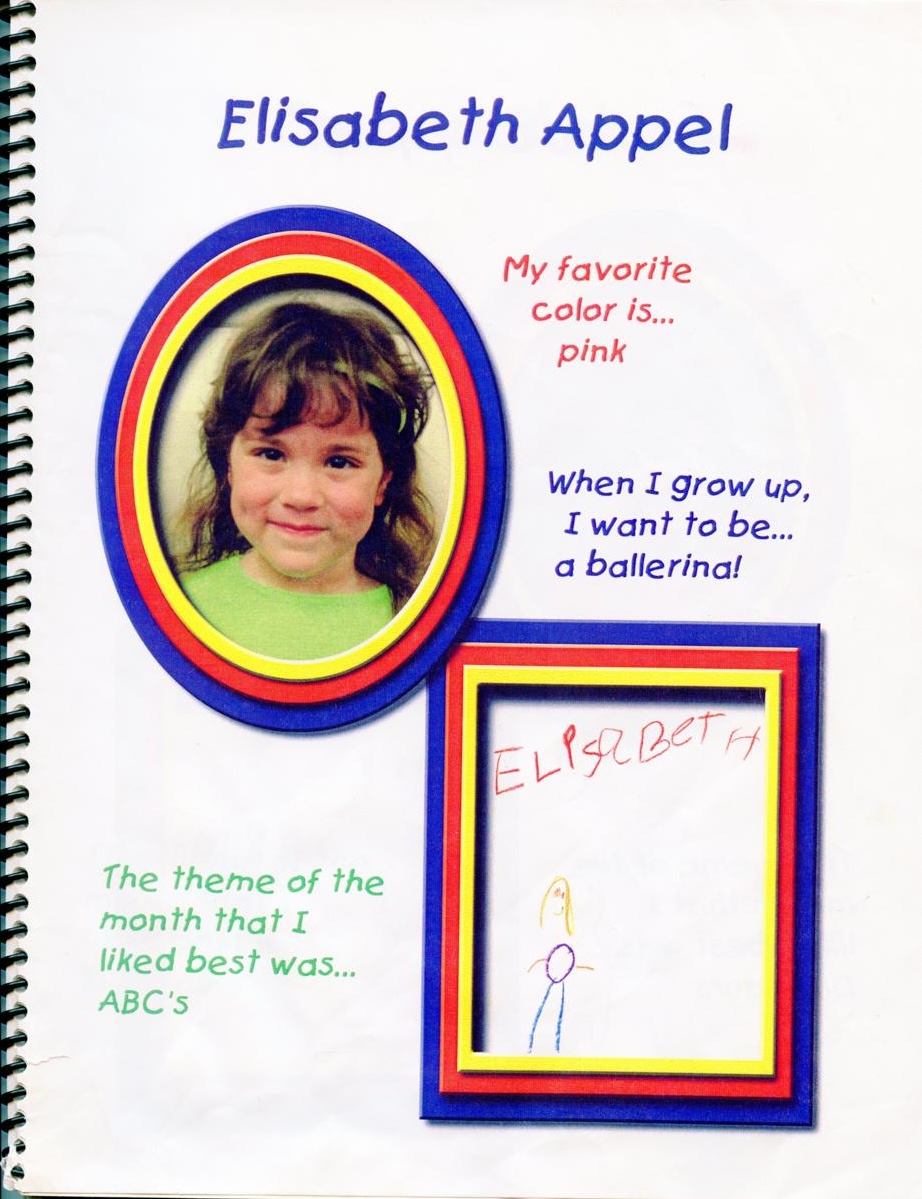 Elisabeth Appel
My favorite
color is...
pink
When I grow up,
I want to be...
a ballerina!
ELiSaBETH
The theme of the
month that I
liked best was...
ABC's